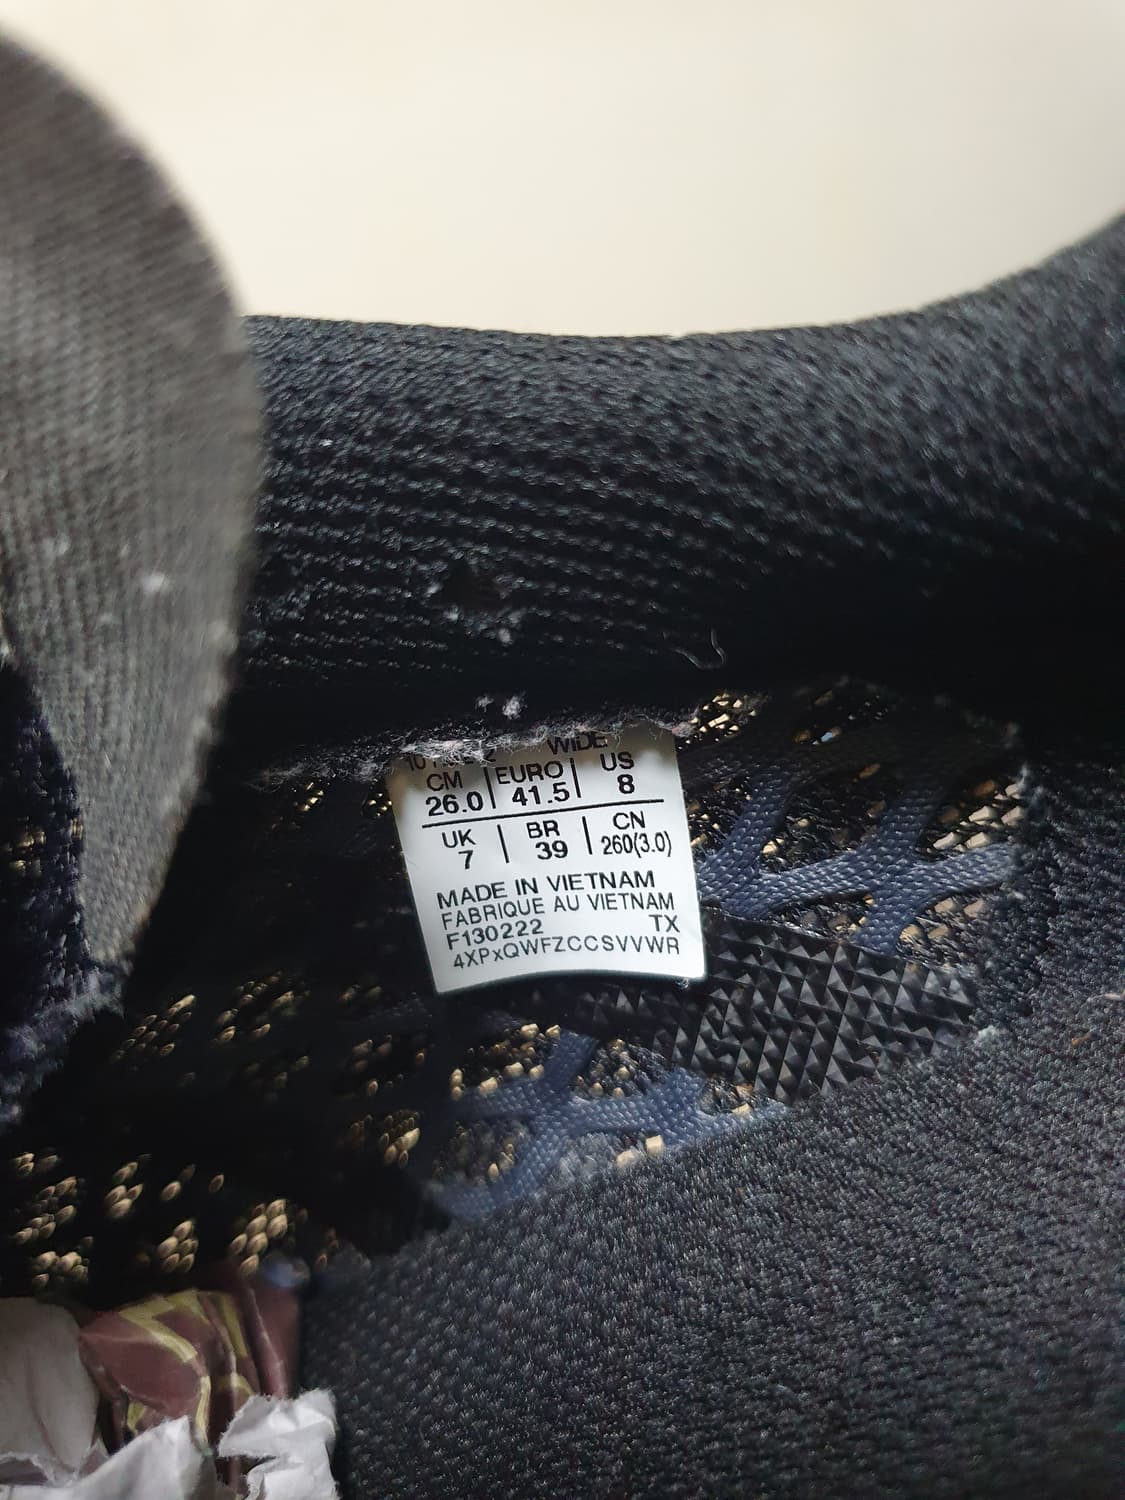 WIDE
CM | EURO | US
26.0 | 41.5 | 8
UK | BR | CN
7 | 39 | 260(3.0)
MADE IN VIETNAM
FABRIQUE AU VIETNAM
F130222 TX
4XPxQWFZCCSVVWR